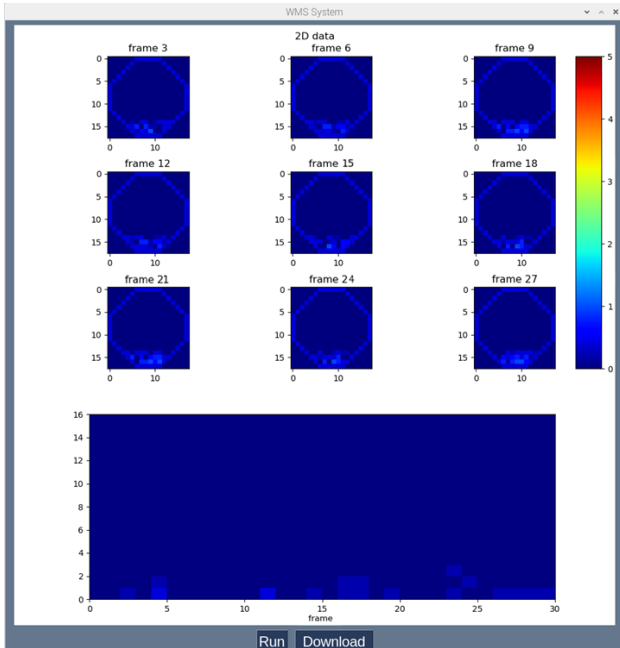 WMS System
2D data
frame 3 frame 6 frame 9
0 0 0 5
5 5 5
10 10 10 4
15 15 15
0 10 0 10 0 10
frame 12 frame 15 frame 18
0 0 0 3
5 5 5
10 10 10 2
15 15 15
0 10 0 10 0 10
frame 21 frame 24 frame 27
0 0 0 1
5 5 5
10 10 10
15 15 15 0
0 10 0 10 0 10
16
14
12
10
8
6
4
2
0
0 5 10 15 20 25 30
frame
Run Download